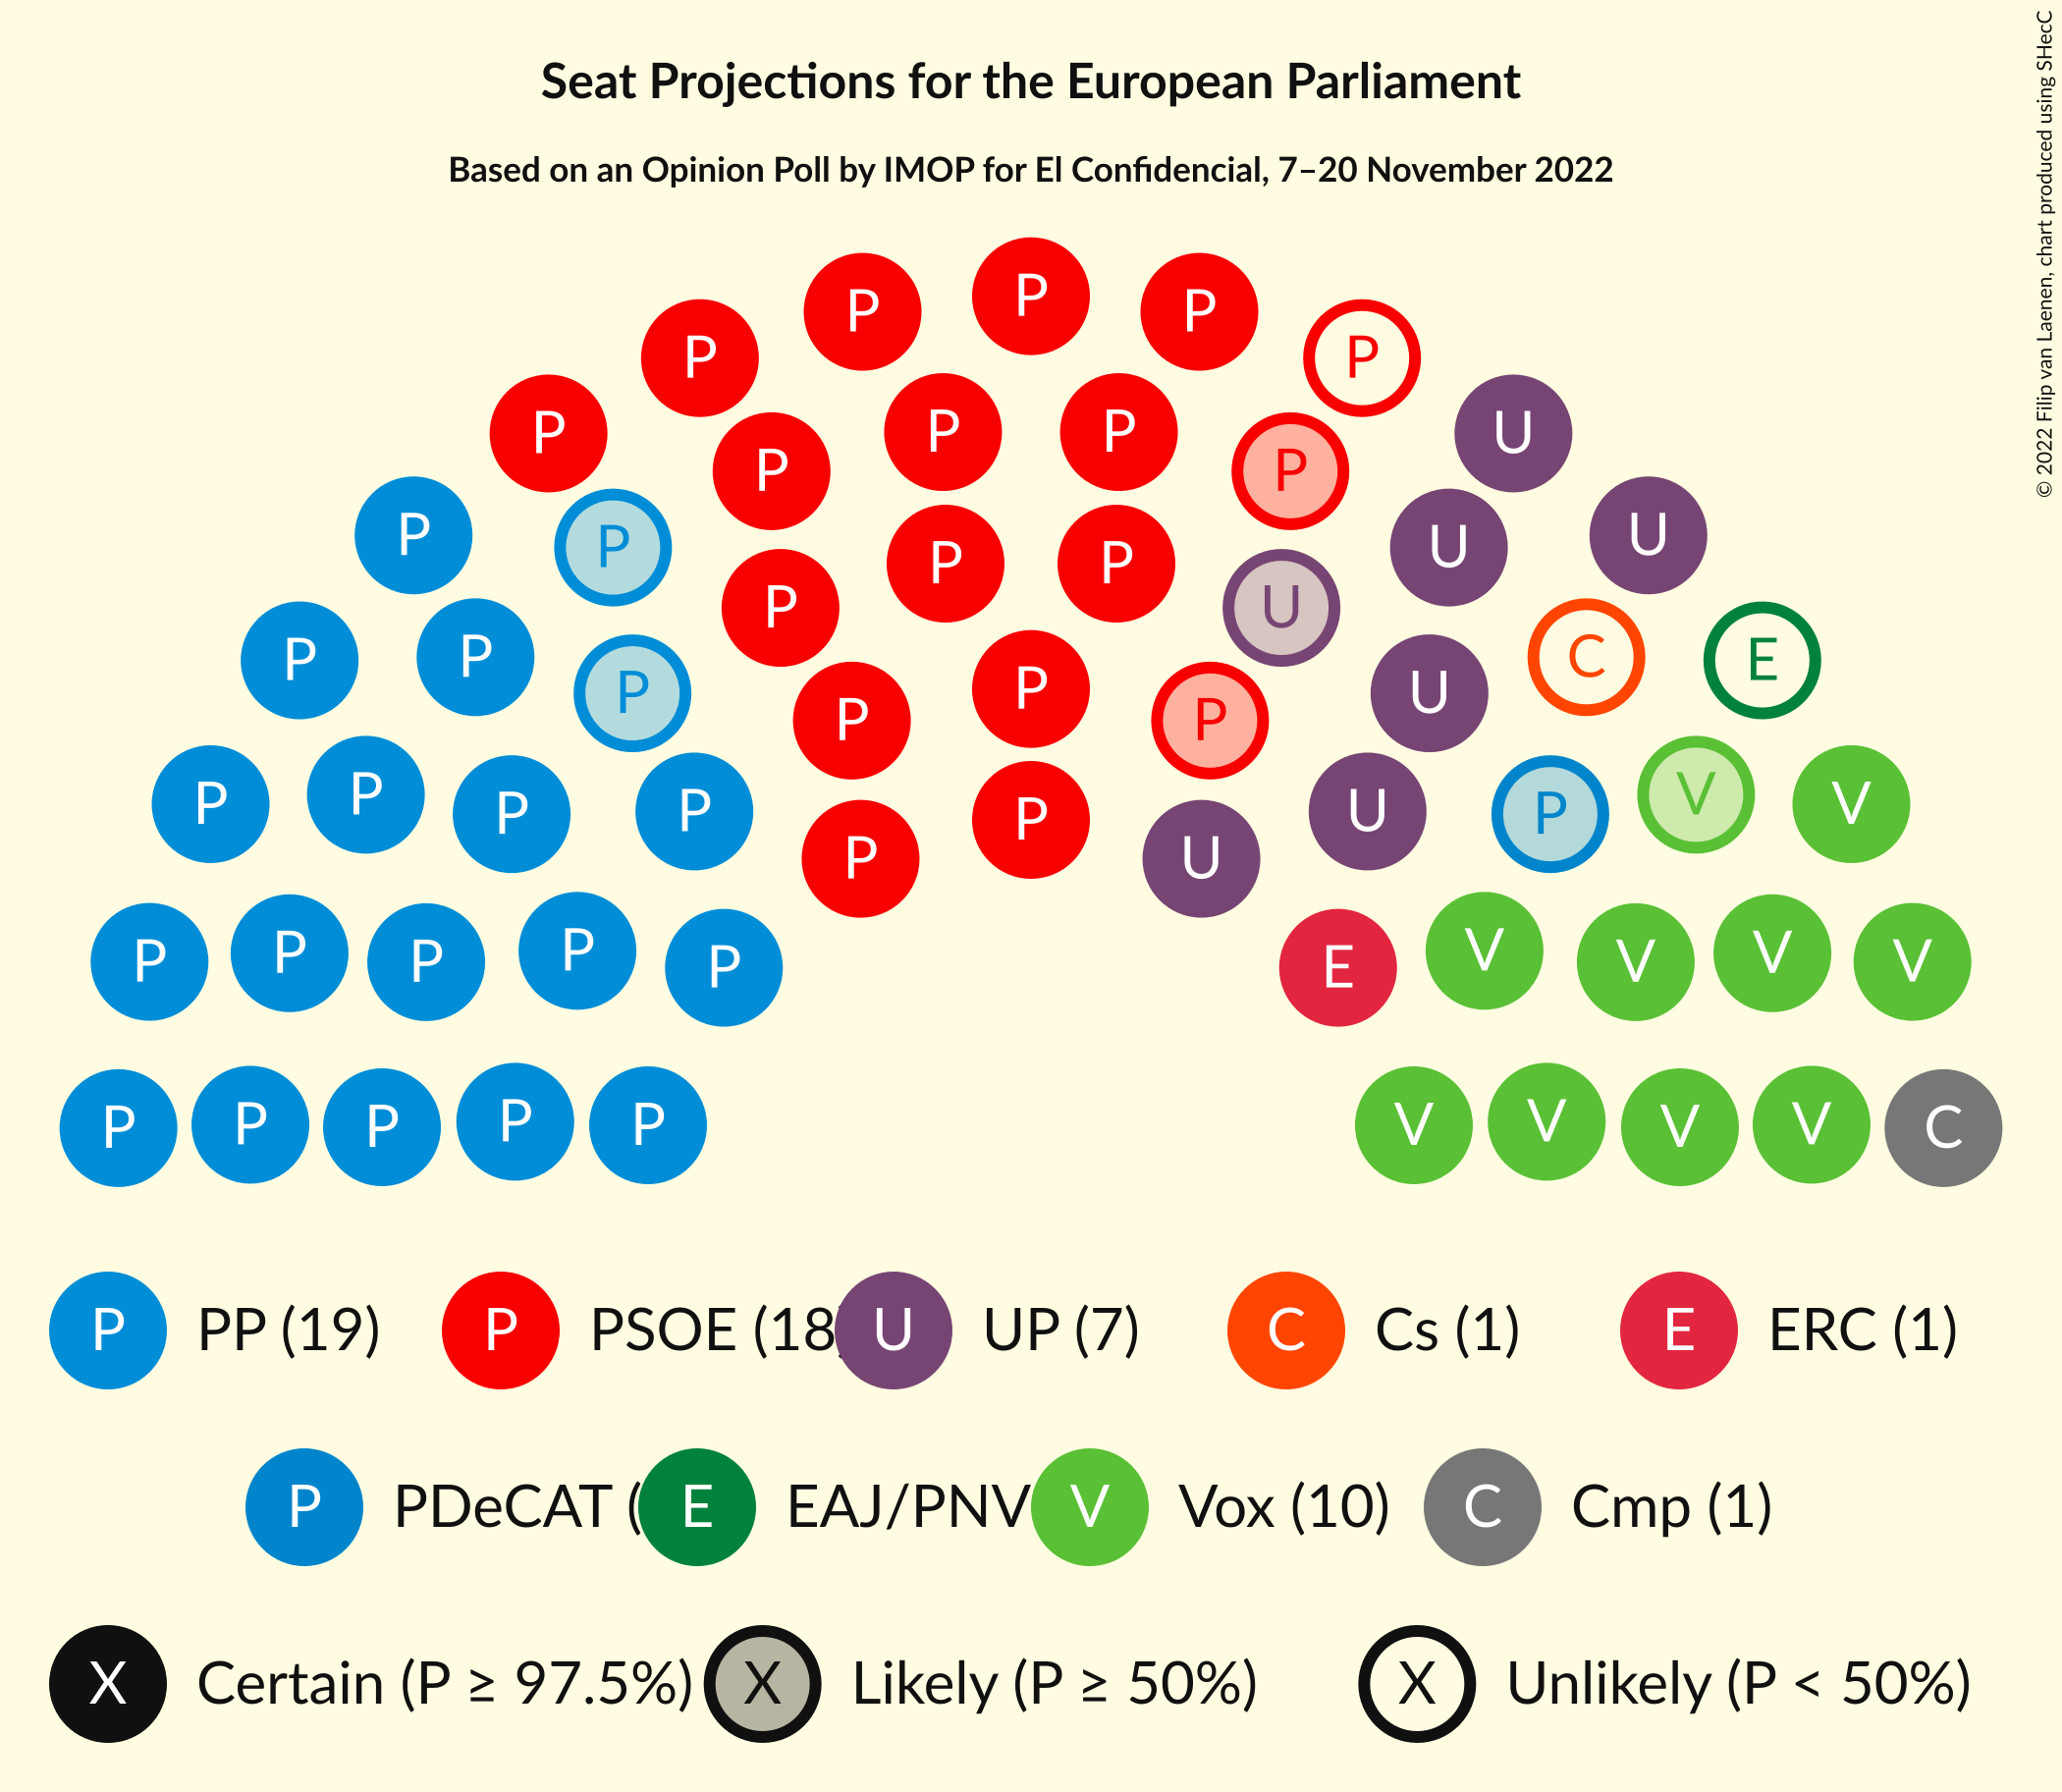 Seat Projections for the European Parliament
Based on an Opinion Poll by IMOP for El Confidencial, 7–20 November 2022
© 2022 Filip van Laenen, chart produced using SHecC
P
P P
P P
P P P U
P P
P P P P U U
P U
P P P P U C E
P P
P P P P P U P V V
P U
P P P P P E V V V V
P P P P P V V V V C
P PP (19) P PSOE (18 U UP (7) C Cs (1) E ERC (1)
P PDeCAT ( E EAJ/PNV V Vox (10) C Cmp (1)
X Certain (P ≥ 97.5%) X Likely (P ≥ 50%) X Unlikely (P < 50%)